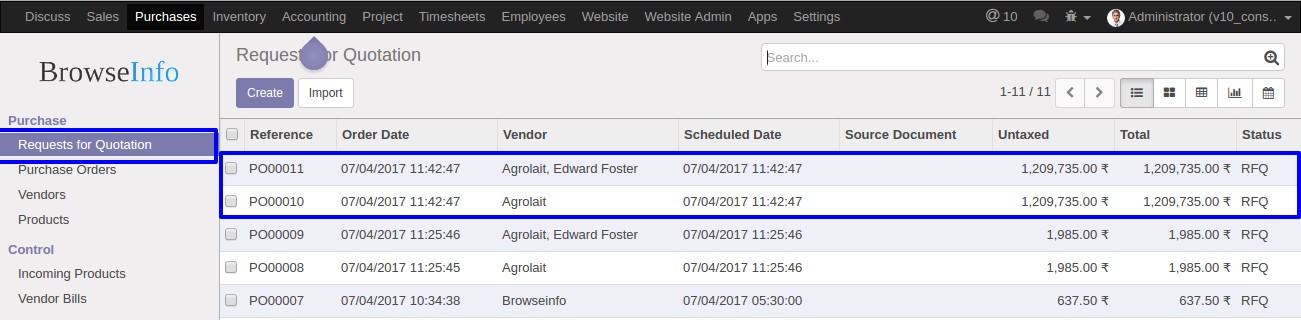 Discuss Sales Purchases Inventory Accounting Project Timesheets Employees Website Website Admin Apps Settings @ 10 Administrator (v10_cons..
BrowseInfo
Purchase
Requests for Quotation
Purchase Orders
Vendors
Products
Control
Incoming Products
Vendor Bills
Requests for Quotation
Search...
Create Import
1-11 / 11
Reference Order Date Vendor Scheduled Date Source Document Untaxed Total Status
PO00011 07/04/2017 11:42:47 Agrolait, Edward Foster 07/04/2017 11:42:47 1,209,735.00 ₹ 1,209,735.00 ₹ RFQ
PO00010 07/04/2017 11:42:47 Agrolait 07/04/2017 11:42:47 1,209,735.00 ₹ 1,209,735.00 ₹ RFQ
PO00009 07/04/2017 11:25:46 Agrolait, Edward Foster 07/04/2017 11:25:46 1,985.00 ₹ 1,985.00 ₹ RFQ
PO00008 07/04/2017 11:25:45 Agrolait 07/04/2017 11:25:46 1,985.00 ₹ 1,985.00 ₹ RFQ
PO00007 07/04/2017 10:34:38 Browseinfo 07/04/2017 05:30:00 637.50 ₹ 637.50 ₹ RFQ